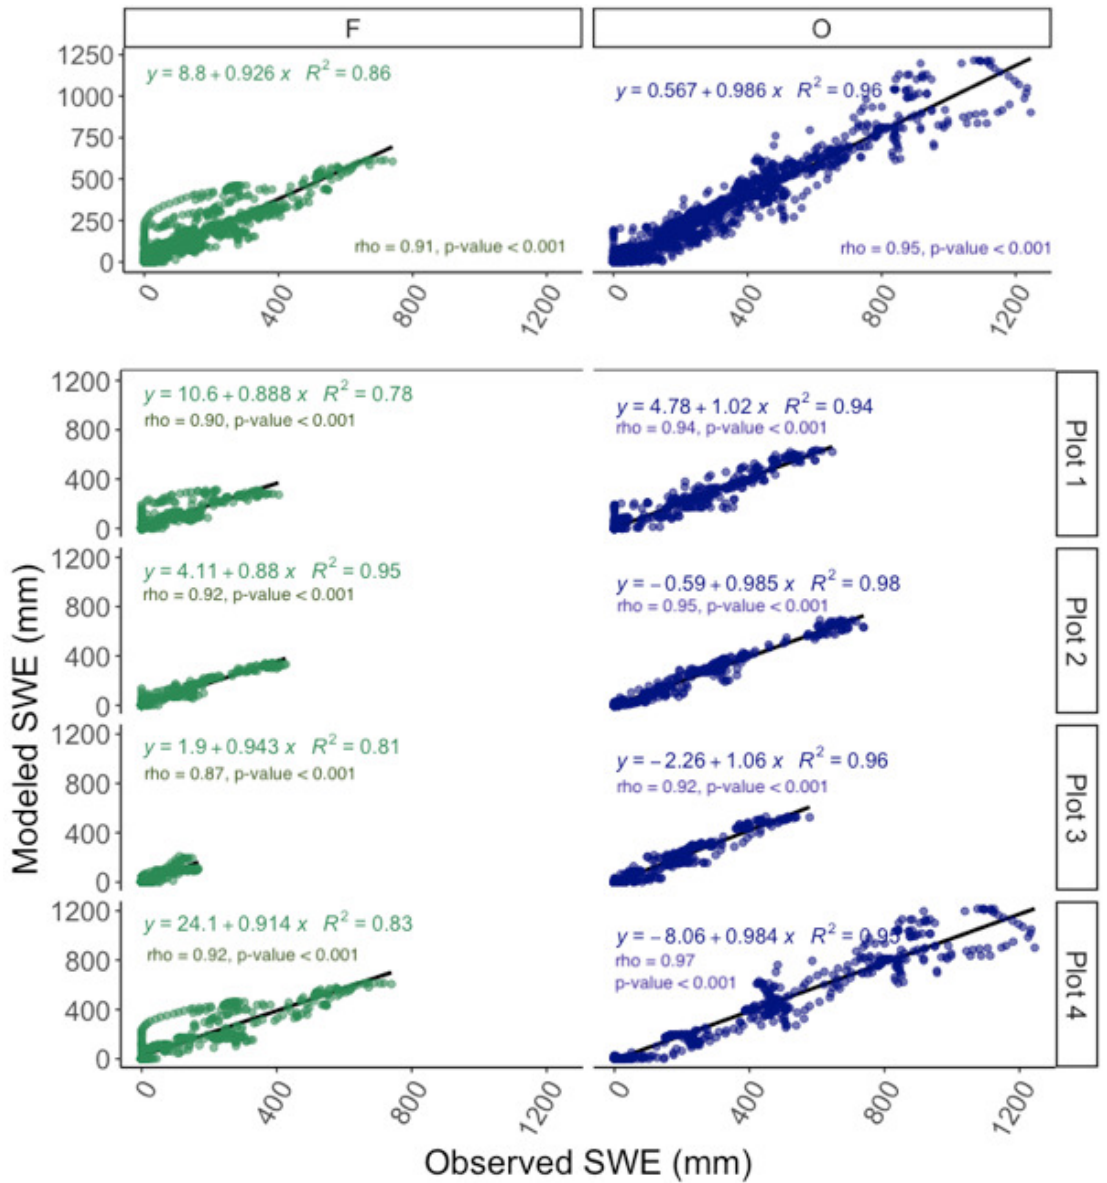 F
O
1250
1000
750
500
250
0
y = 8.8 + 0.926 x R² = 0.86
rho = 0.91, p-value < 0.001
y = 0.567 + 0.986 x R² = 0.96
rho = 0.95, p-value < 0.001
0 400 800 1200
0 400 800 1200
Modeled SWE (mm)
1200
800
400
0
y = 10.6 + 0.888 x R² = 0.78
rho = 0.90, p-value < 0.001
y = 4.78 + 1.02 x R² = 0.94
rho = 0.94, p-value < 0.001
Plot 1
1200
800
400
0
y = 4.11 + 0.88 x R² = 0.95
rho = 0.92, p-value < 0.001
y = − 0.59 + 0.985 x R² = 0.98
rho = 0.95, p-value < 0.001
Plot 2
1200
800
400
0
y = 1.9 + 0.943 x R² = 0.81
rho = 0.87, p-value < 0.001
y = − 2.26 + 1.06 x R² = 0.96
rho = 0.92, p-value < 0.001
Plot 3
1200
800
400
0
y = 24.1 + 0.914 x R² = 0.83
rho = 0.92, p-value < 0.001
y = − 8.06 + 0.984 x R² = 0.95
rho = 0.97
p-value < 0.001
Plot 4
0 400 800 1200
0 400 800 1200
Observed SWE (mm)